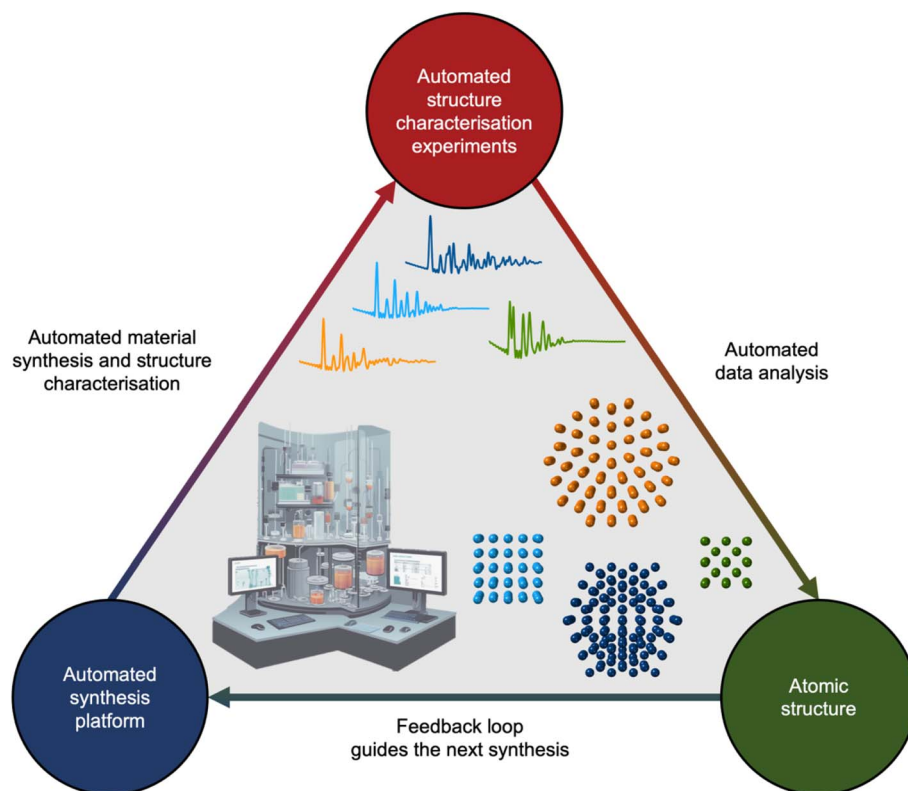 Automated
structure
characterisation
experiments
Automated material
synthesis and structure
characterisation
Automated
data analysis
Automated
synthesis
platform
Feedback loop
guides the next synthesis
Atomic
structure